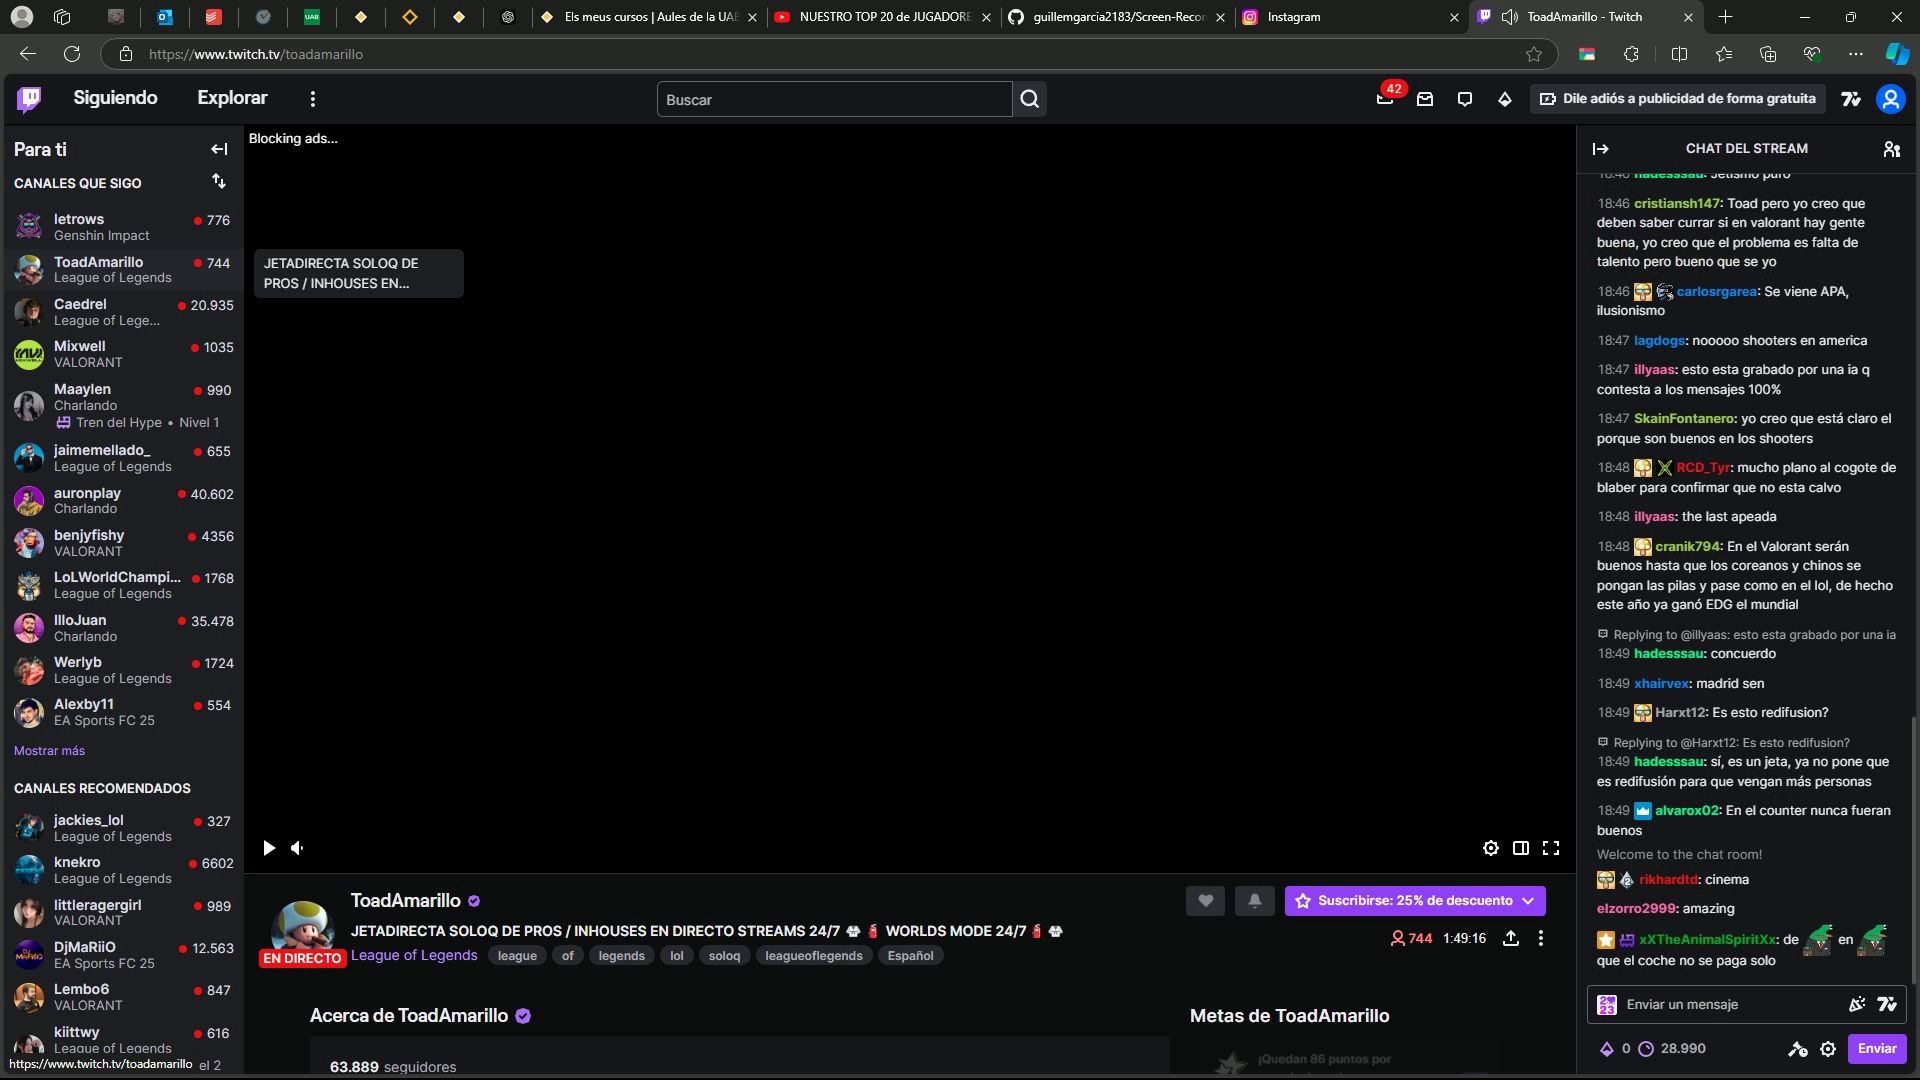 Els meus cursos | Aules de la UA
NUESTRO TOP 20 de JUGADORE
guillemgarcia2183/Screen-Recor
Instagram
ToadAmarillo - Twitch
https://www.twitch.tv/toadamarillo
Siguiendo
Explorar
Buscar
42
Dile adiós a publicidad de forma gratuita
Para ti
CANALES QUE SIGO
letrows
776
Genshin Impact
ToadAmarillo
744
League of Legends
Caedrel
20.935
League of Lege...
Mixwell
1035
VALORANT
Maaylen
990
Charlando
Tren del Hype • Nivel 1
jaimemellado_
655
League of Legends
auronplay
40.602
Charlando
benjyfishy
4356
VALORANT
LoLWorldChampi...
1768
League of Legends
IlloJuan
35.478
Charlando
Werlyb
1724
League of Legends
Alexby11
554
EA Sports FC 25
Mostrar más
CANALES RECOMENDADOS
jackies_lol
327
League of Legends
knekro
6602
League of Legends
littleragergirl
989
VALORANT
DjMaRiiO
12.563
EA Sports FC 25
Lembo6
847
VALORANT
kiittwy
616
League of Legends
https://www.twitch.tv/toadamarillo
el 2
Blocking ads...
JETADIRECTA SOLOQ DE
PROS / INHOUSES EN...
ToadAmarillo
Suscribirse: 25% de descuento
JETADIRECTA SOLOQ DE PROS / INHOUSES EN DIRECTO STREAMS 24/7 WORLDS MODE 24/7
744 1:49:16
EN DIRECTO
League of Legends
league
of
legends
lol
soloq
leagueoflegends
Español
Acerca de ToadAmarillo
63.889 seguidores
Metas de ToadAmarillo
¡Quedan 86 puntos por
CHAT DEL STREAM
18:46 hadesssau: Jetismo puro
18:46 cristiansh147: Toad pero yo creo que
deben saber currar si en valorant hay gente
buena, yo creo que el problema es falta de
talento pero bueno que se yo
18:46 carlosrgarea: Se viene APA,
ilusionismo
18:47 lagdogs: nooooo shooters en america
18:47 illyaas: esto esta grabado por una ia q
contesta a los mensajes 100%
18:47 SkainFontanero: yo creo que está claro el
porque son buenos en los shooters
18:48 RCD_Tyr: mucho plano al cogote de
blaber para confirmar que no esta calvo
18:48 illyaas: the last apeada
18:48 cranik794: En el Valorant serán
buenos hasta que los coreanos y chinos se
pongan las pilas y pase como en el lol, de hecho
este año ya ganó EDG el mundial
Replying to @illyaas: esto esta grabado por una ia
18:49 hadesssau: concuerdo
18:49 xhairvex: madrid sen
18:49 Harxt12: Es esto redifusion?
Replying to @Harxt12: Es esto redifusion?
18:49 hadesssau: sí, es un jeta, ya no pone que
es redifusión para que vengan más personas
18:49 alvarox02: En el counter nunca fueran
buenos
Welcome to the chat room!
rikhardtd: cinema
elzorro2999: amazing
xXTheAnimalSpiritXx: de en
que el coche no se paga solo
Enviar un mensaje
0
28.990
Enviar